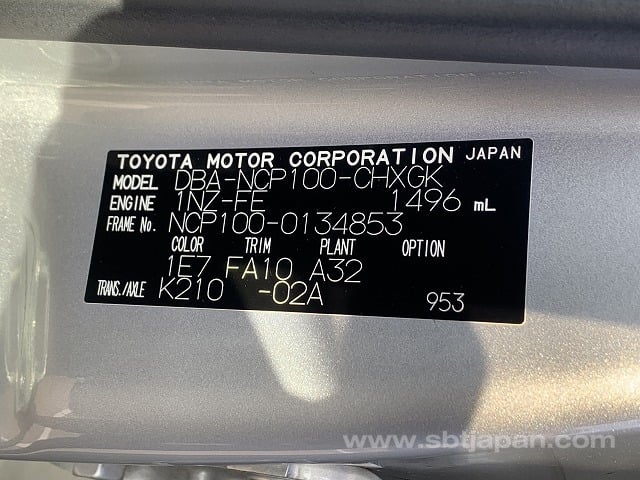 TOYOTA MOTOR CORPORATION JAPAN
MODEL DBA-NCP100-CHXGK
ENGINE 1NZ-FE 1496 mL
FRAME No. NCP100-0134853
COLOR TRIM PLANT OPTION
1E7 FA10 A32
TRANS./AXLE K210 -02A 953
www.sbtjapan.com